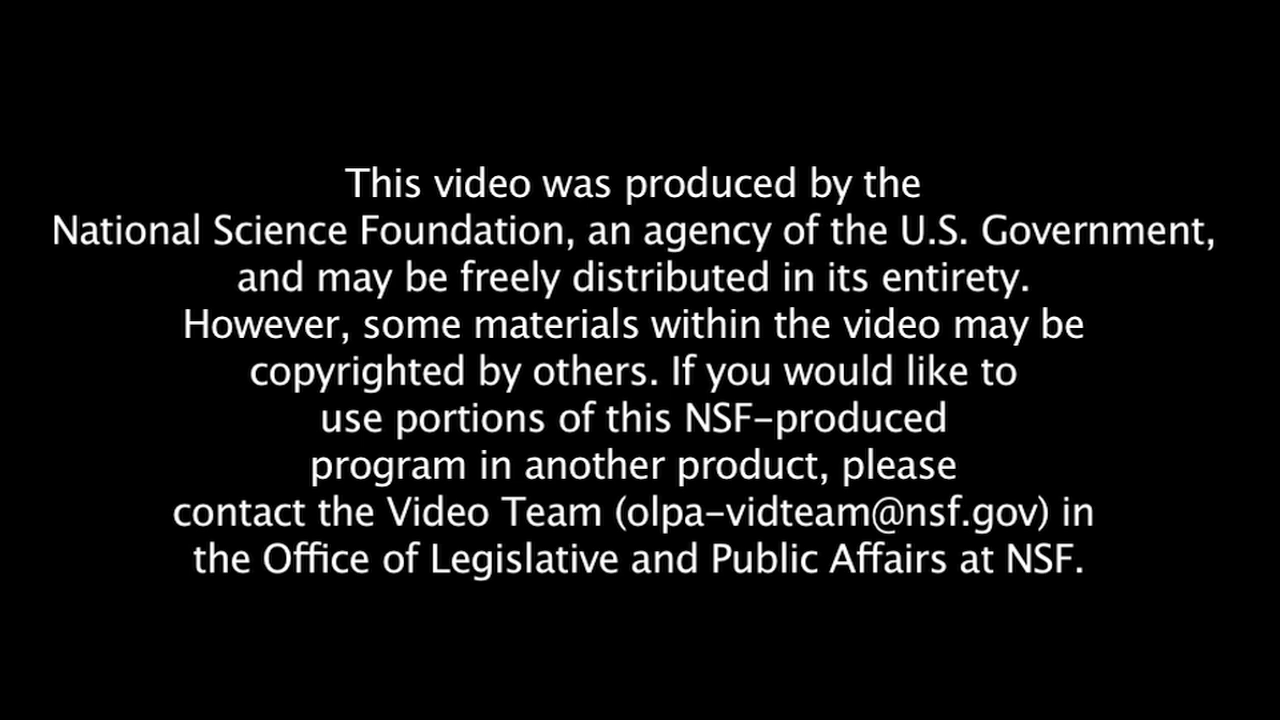 This video was produced by the
National Science Foundation, an agency of the U.S. Government,
and may be freely distributed in its entirety.
However, some materials within the video may be
copyrighted by others. If you would like to
use portions of this NSF–produced
program in another product, please
contact the Video Team (olpa–vidteam@nsf.gov) in
the Office of Legislative and Public Affairs at NSF.